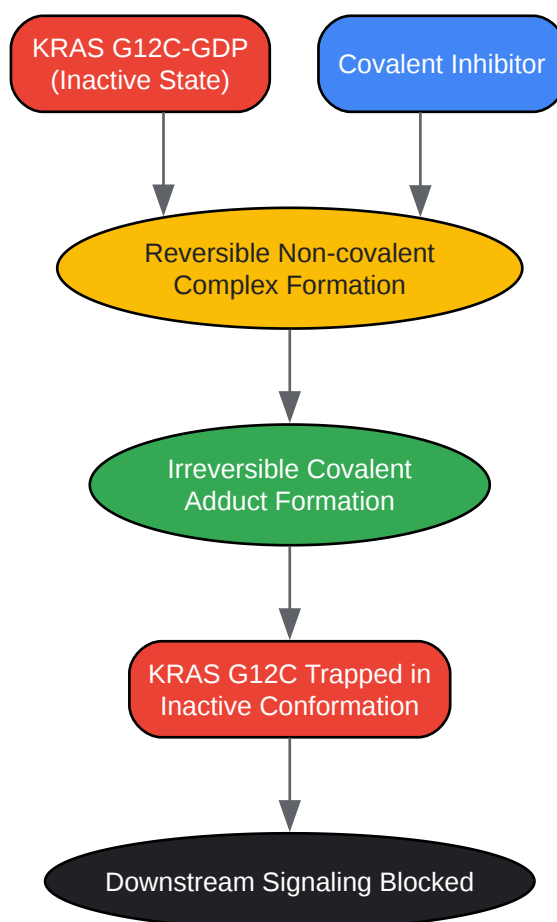 KRAS G12C-GDP
(Inactive State)
Covalent Inhibitor
Reversible Non-covalent
Complex Formation
Irreversible Covalent
Adduct Formation
KRAS G12C Trapped in
Inactive Conformation
Downstream Signaling Blocked